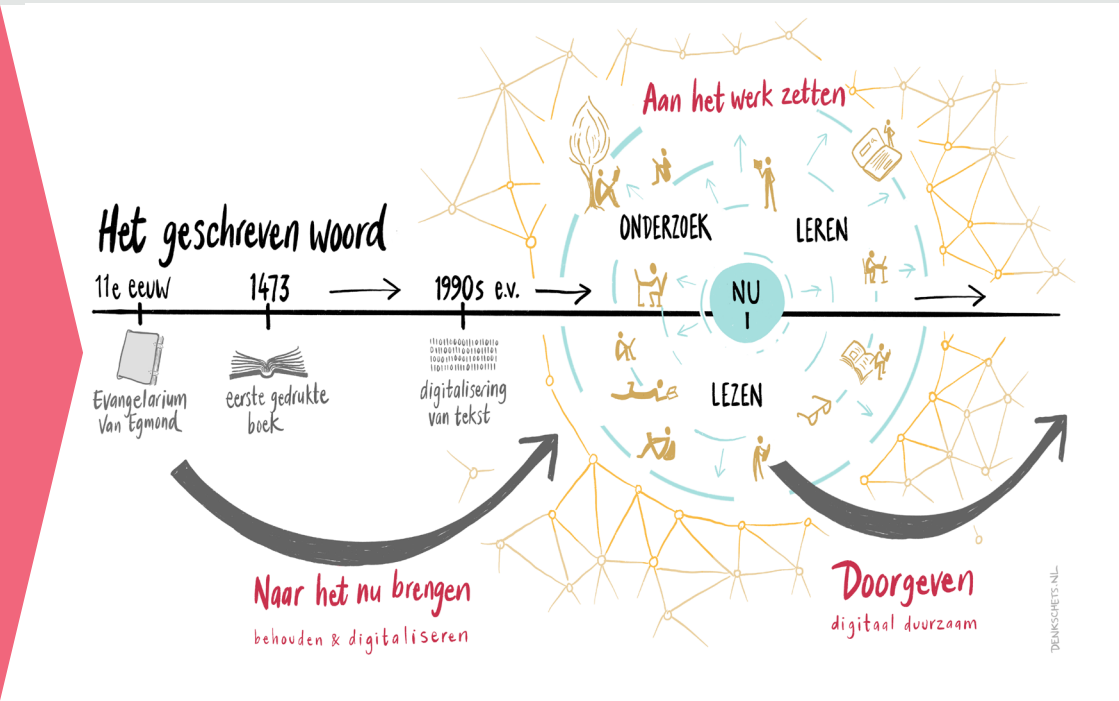 Aan het werk zetten
Het geschreven woord
11e eeuw
1473
1990s e.v.
Evangelarium
Van Egmond
eerste gedrukte
boek
digitalisering
van tekst
ONDERZOEK
LEREN
NU
LEZEN
Naar het nu brengen
behouden & digitaliseren
Doorgeven
digitaal duurzaam
DENKSCHETS.NL